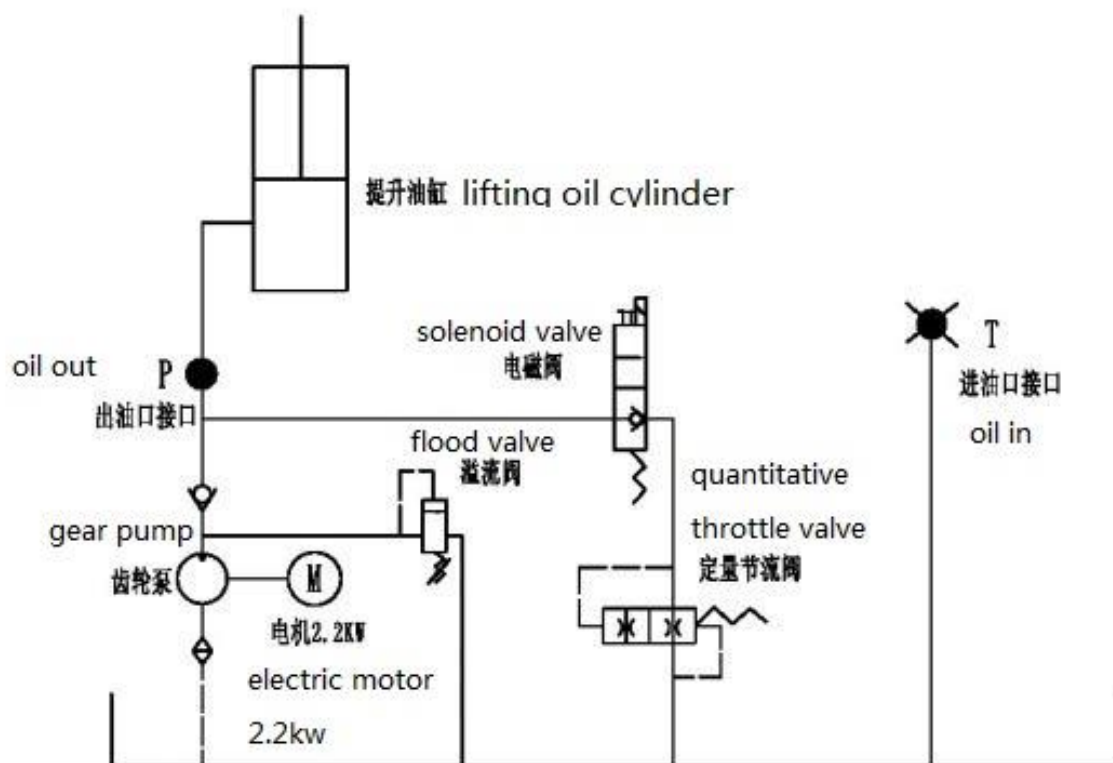 提升油缸 lifting oil cylinder
solenoid valve
电磁阀
oil out P
出油口接口
T
进油口接口
oil in
flood valve
溢流阀
quantitative
throttle valve
定量节流阀
gear pump
齿轮泵
M
电机2.2KW
electric motor
2.2kw